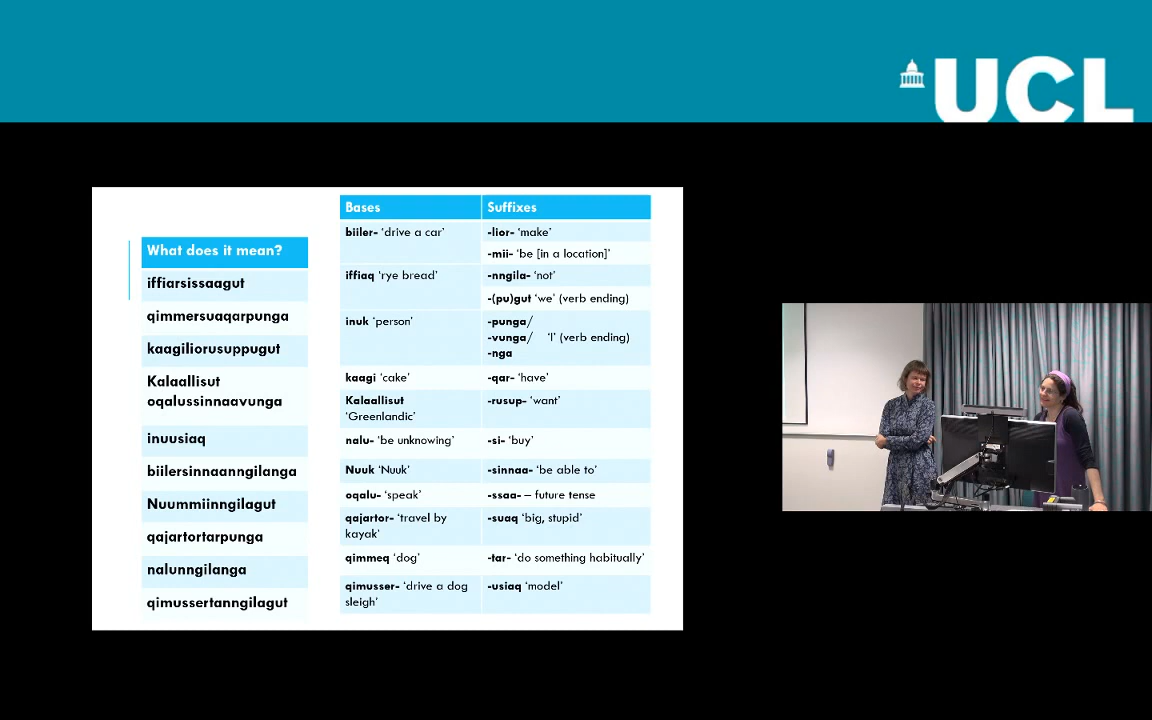 UCL
What does it mean?
iffiarsissaagut
qimmersuaqarpunga
kaagiliorusuppugut
Kalaallisut
oqalussinnaavunga
inuusiaq
biilersinnaanngilanga
Nuummiinngilagut
qajartortarpunga
nalunngilanga
qimussertanngilagut
Bases Suffixes
biiler- ‘drive a car’ -lior- ‘make’
-mii- ‘be [in a location]’
iffiaq ‘rye bread’ -nngila- ‘not’
-(pu)gut ‘we’ (verb ending)
inuk ‘person’ -punga/
-vunga/ ‘I’ (verb ending)
-nga
kaagi ‘cake’ -qar- ‘have’
Kalaallisut -rusup- ‘want’
‘Greenlandic’
nalu- ‘be unknowing’ -si- ‘buy’
Nuuk ‘Nuuk’ -sinnaa- ‘be able to’
oqalu- ‘speak’ -ssaa- – future tense
qajartor- ‘travel by -suaq ‘big, stupid’
kayak’
qimmeq ‘dog’ -tar- ‘do something habitually’
qimusser- ‘drive a dog -usiaq ‘model’
sleigh’